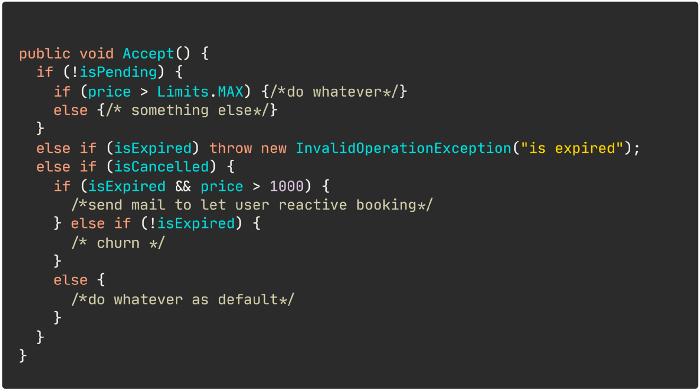 public void Accept() {
if (!isPending) {
if (price > Limits.MAX) {/*do whatever*/}
else {/* something else*/}
}
else if (isExpired) throw new InvalidOperationException("is expired");
else if (isCancelled) {
if (isExpired && price > 1000) {
/*send mail to let user reactive booking*/
} else if (!isExpired) {
/* churn */
}
else {
/*do whatever as default*/
}
}
}